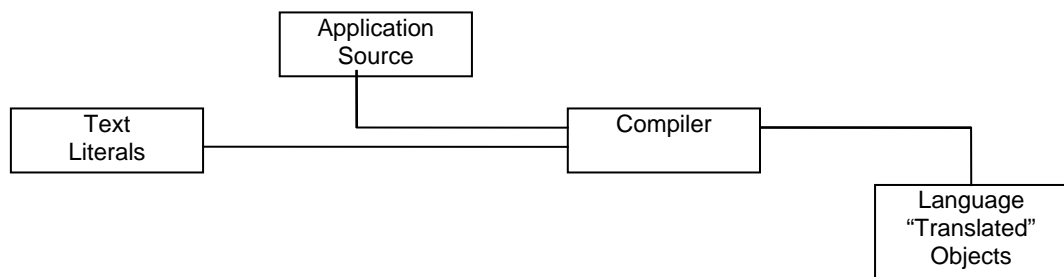 Application
Source
Text
Literals
Compiler
Language
“Translated”
Objects